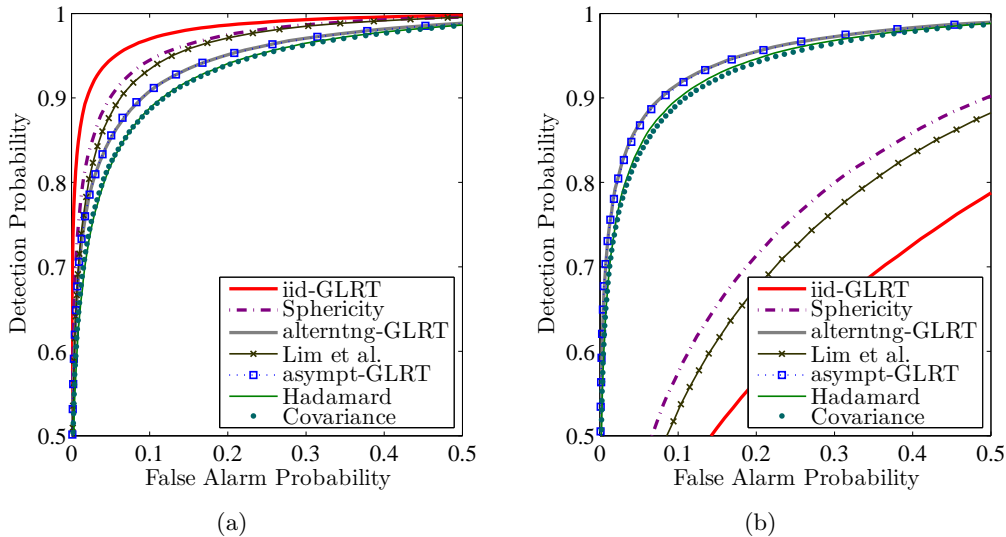 1
0.9
0.8
0.7
0.6
0.5
0
0.1
0.2
0.3
0.4
0.5
Detection Probability
False Alarm Probability
iid-GLRT
Sphericity
alterntng-GLRT
Lim et al.
asympt-GLRT
Hadamard
Covariance
(a)
1
0.9
0.8
0.7
0.6
0.5
0
0.1
0.2
0.3
0.4
0.5
Detection Probability
False Alarm Probability
iid-GLRT
Sphericity
alterntng-GLRT
Lim et al.
asympt-GLRT
Hadamard
Covariance
(b)